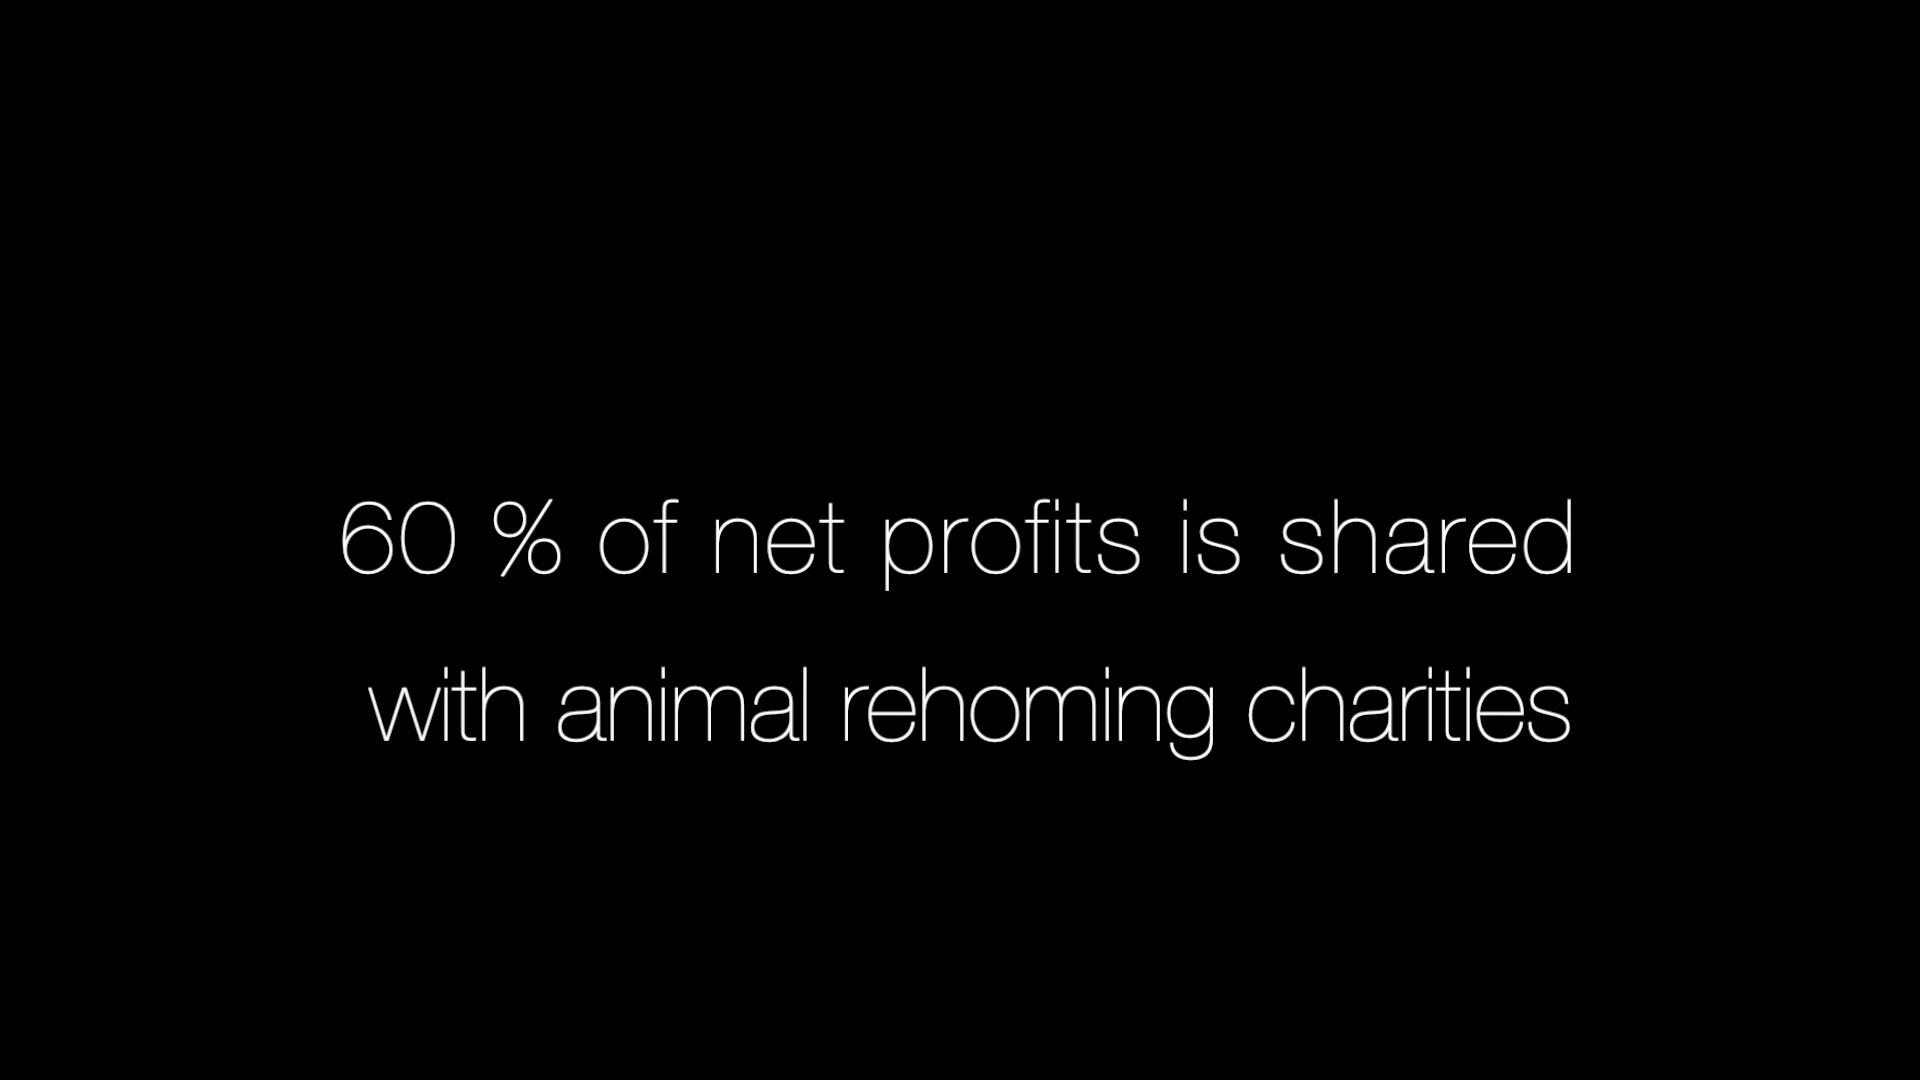 60 % of net profits is shared
with animal rehoming charities